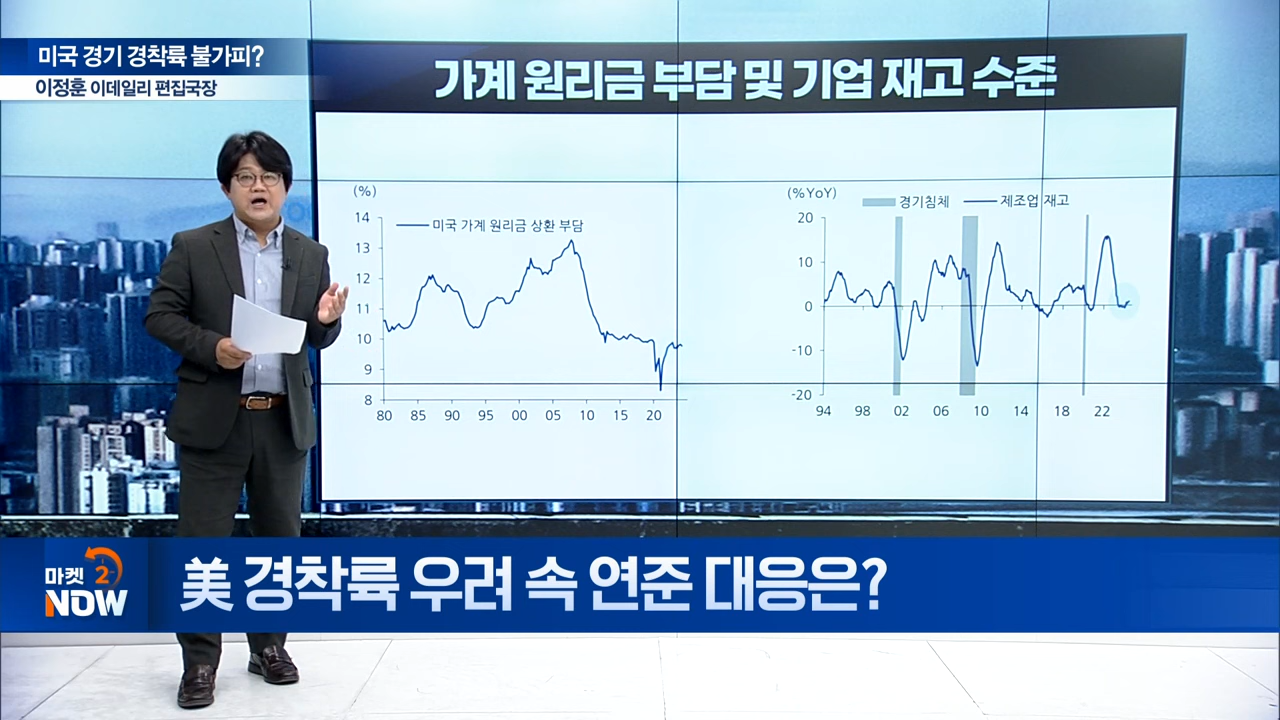 미국 경기 경착륙 불가피?
이정훈 이데일리 편집국장
가계 원리금 부담 및 기업 재고 수준
(%)
미국 가계 원리금 상환 부담
14
13
12
11
10
9
8
80 85 90 95 00 05 10 15 20
(%YoY)
경기침체 제조업 재고
20
10
0
-10
-20
94 98 02 06 10 14 18 22
마켓 2
NOW
美 경착륙 우려 속 연준 대응은?